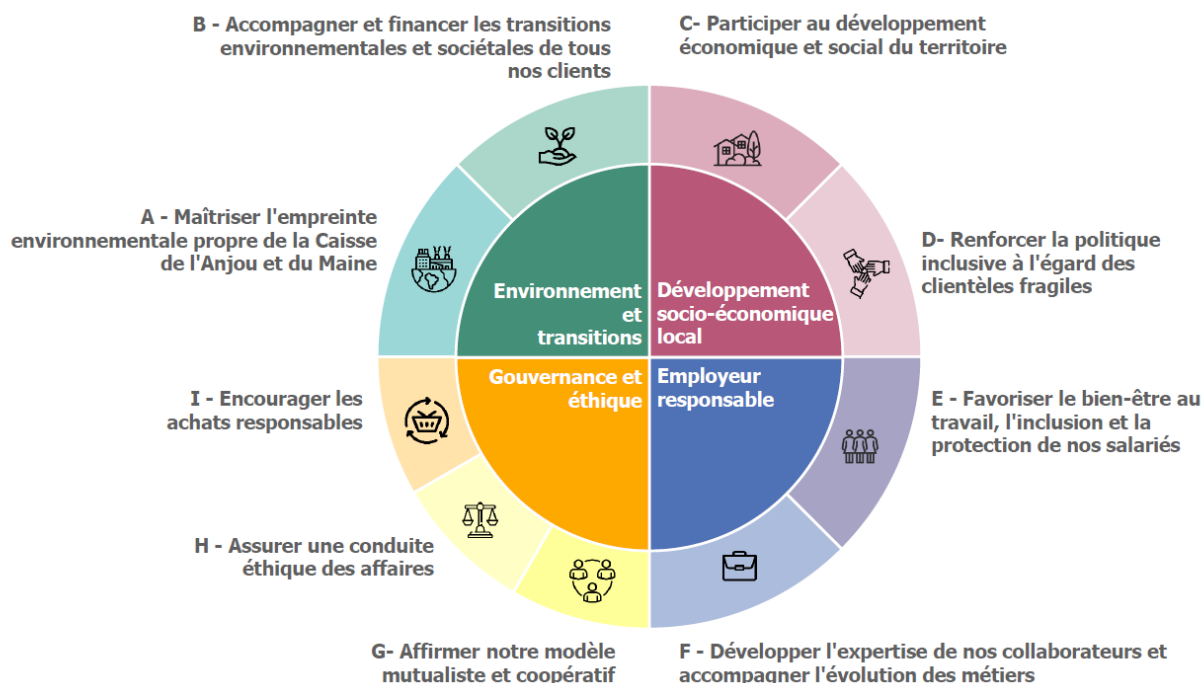 B - Accompagner et financer les transitions
environnementales et sociétales de tous
nos clients
C- Participer au développement
économique et social du territoire
A - Maîtriser l'empreinte
environnementale propre de la Caisse
de l'Anjou et du Maine
D- Renforcer la politique
inclusive à l'égard des
clientèles fragiles
Environnement
et
transitions
Développement
socio-économique
local
Gouvernance et
éthique
Employeur
responsable
I - Encourager les
achats responsables
E - Favoriser le bien-être au
travail, l'inclusion et la
protection de nos salariés
H - Assurer une conduite
éthique des affaires
G- Affirmer notre modèle
mutualiste et coopératif
F - Développer l'expertise de nos collaborateurs et
accompagner l'évolution des métiers